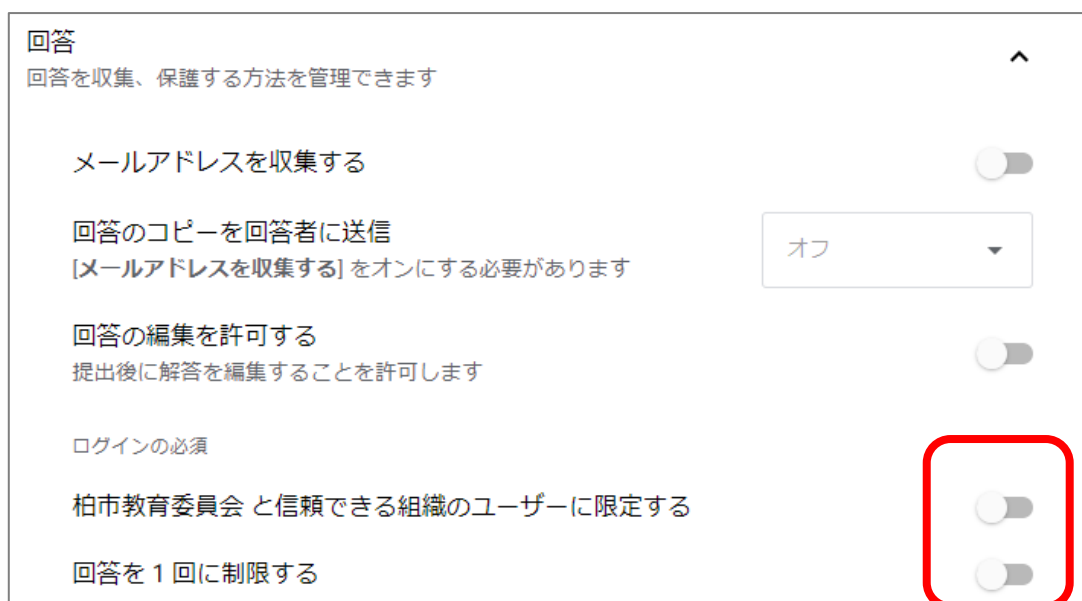 回答
回答を収集、保護する方法を管理できます
メールアドレスを収集する
回答のコピーを回答者に送信
[メールアドレスを収集する] をオンにする必要があります
オフ
回答の編集を許可する
提出後に解答を編集することを許可します
ログインの必須
柏市教育委員会 と信頼できる組織のユーザーに限定する
回答を 1 回に制限する